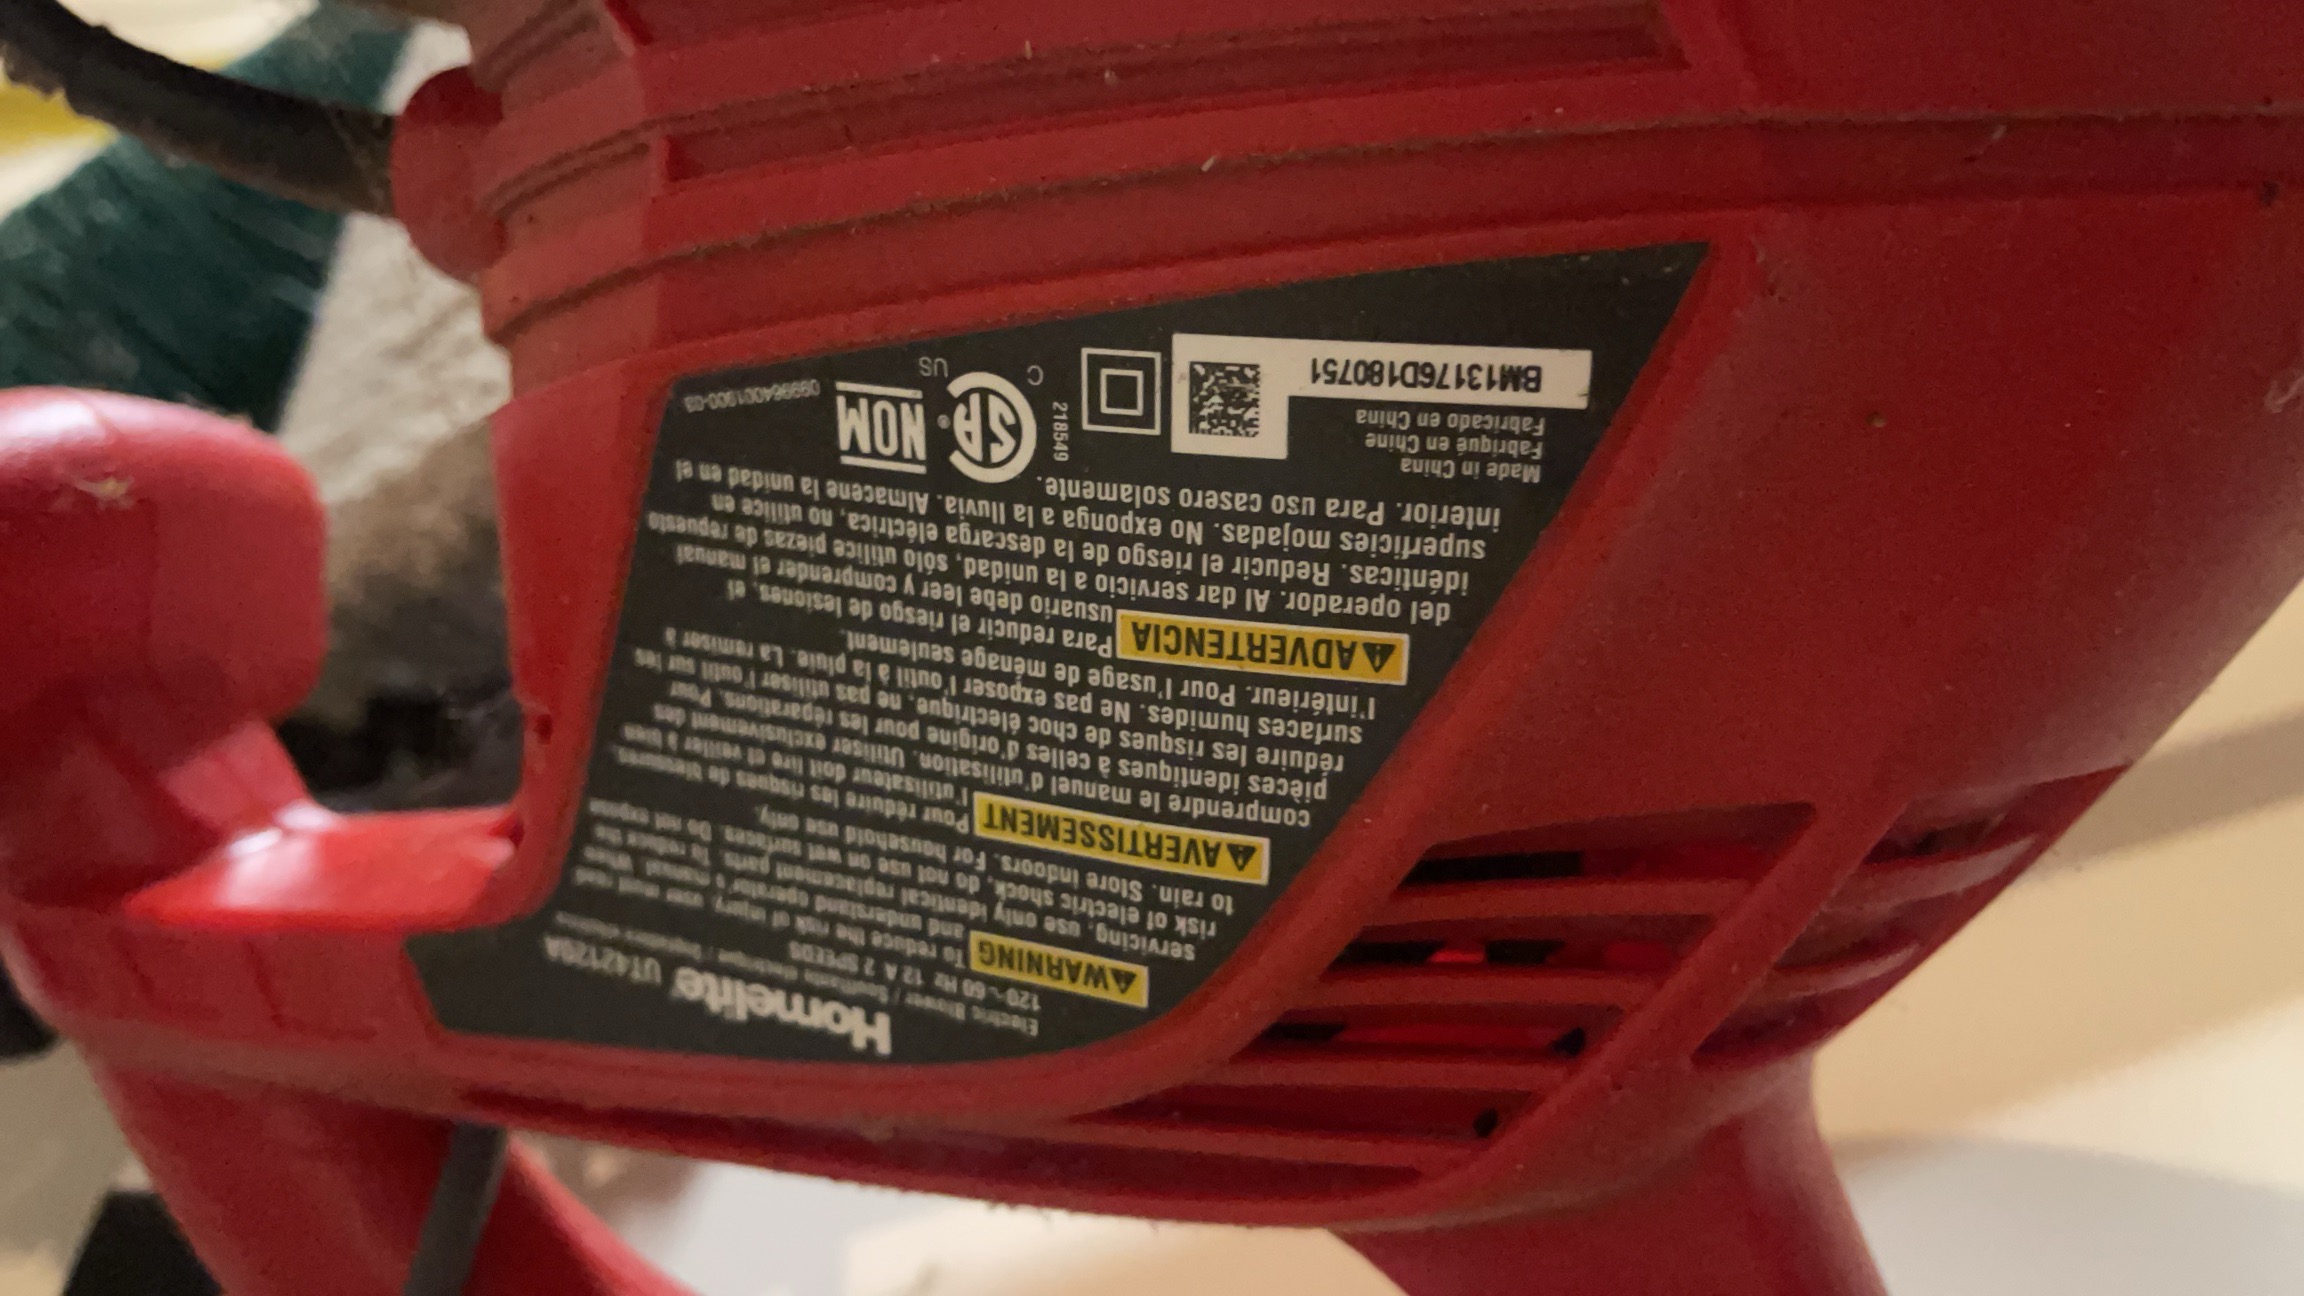 Homelite® UT42120A
Electric Blower / Soufflante électrique / Sopladora eléctrica
120~ 60 Hz 12 A 2 SPEEDS
WARNING To reduce the risk of injury, user must read
and understand operator's manual. When
servicing, use only identical replacement parts. To reduce the
risk of electric shock, do not use on wet surfaces. Do not expose
to rain. Store indoors. For household use only.
AVERTISSEMENT Pour réduire les risques de blessures,
l'utilisateur doit lire et veiller à bien
comprendre le manuel d'utilisation. Utiliser exclusivement des
pièces identiques à celles d'origine pour les réparations. Pour
réduire les risques de choc électrique, ne pas utiliser l'outil sur les
surfaces humides. Ne pas exposer l'outil à la pluie. La remiser à
l'intérieur. Pour l'usage de ménage seulement.
ADVERTENCIA Para reducir el riesgo de lesiones, el
usuario debe leer y comprender el manual
del operador. Al dar servicio a la unidad, sólo utilice piezas de repuesto
idénticas. Reducir el riesgo de la descarga eléctrica, no utilice en
superficies mojadas. No exponga a la lluvia. Almacene la unidad en el
interior. Para uso casero solamente.
Made in China
Fabriqué en Chine
Fabricado en China
BM13176D180751
218549
C SA® US
NOM
099964001900-03